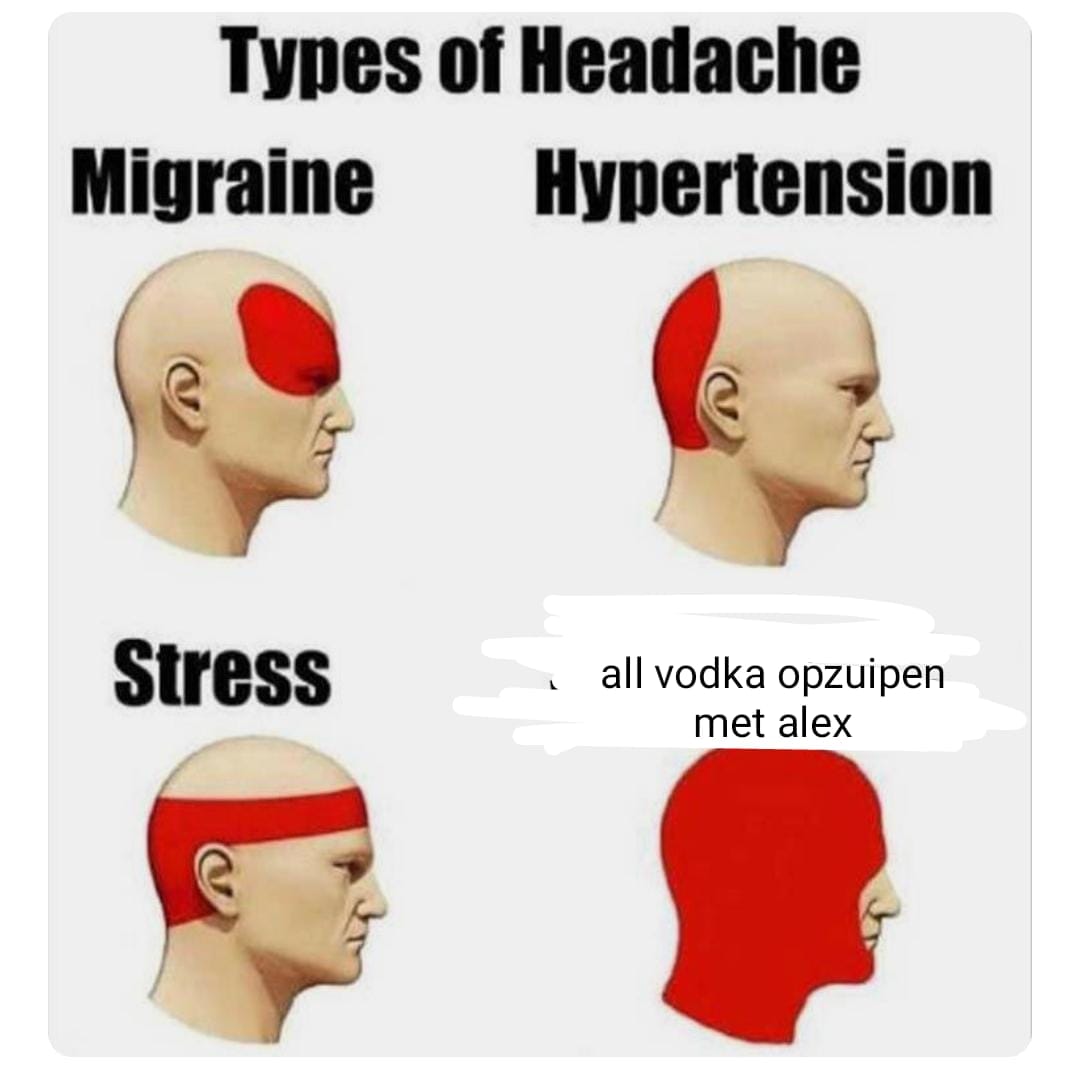 Types of Headache
Migraine
Hypertension
Stress
all vodka opzuipen
met alex